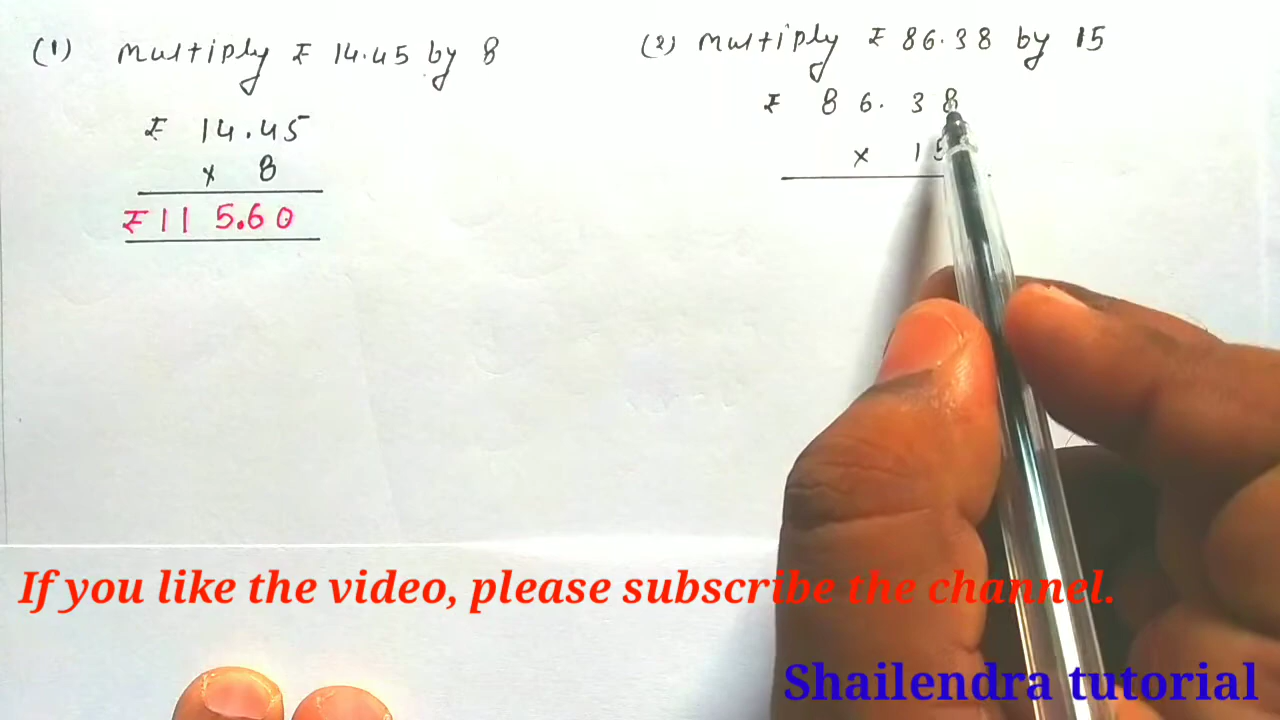 (1) Multiply ₹ 14.45 by 8
₹ 14.45
× 8
₹ 115.60
(2) Multiply ₹ 86.38 by 15
₹ 86.38
× 15
If you like the video, please subscribe the channel.
Shailendra tutorial